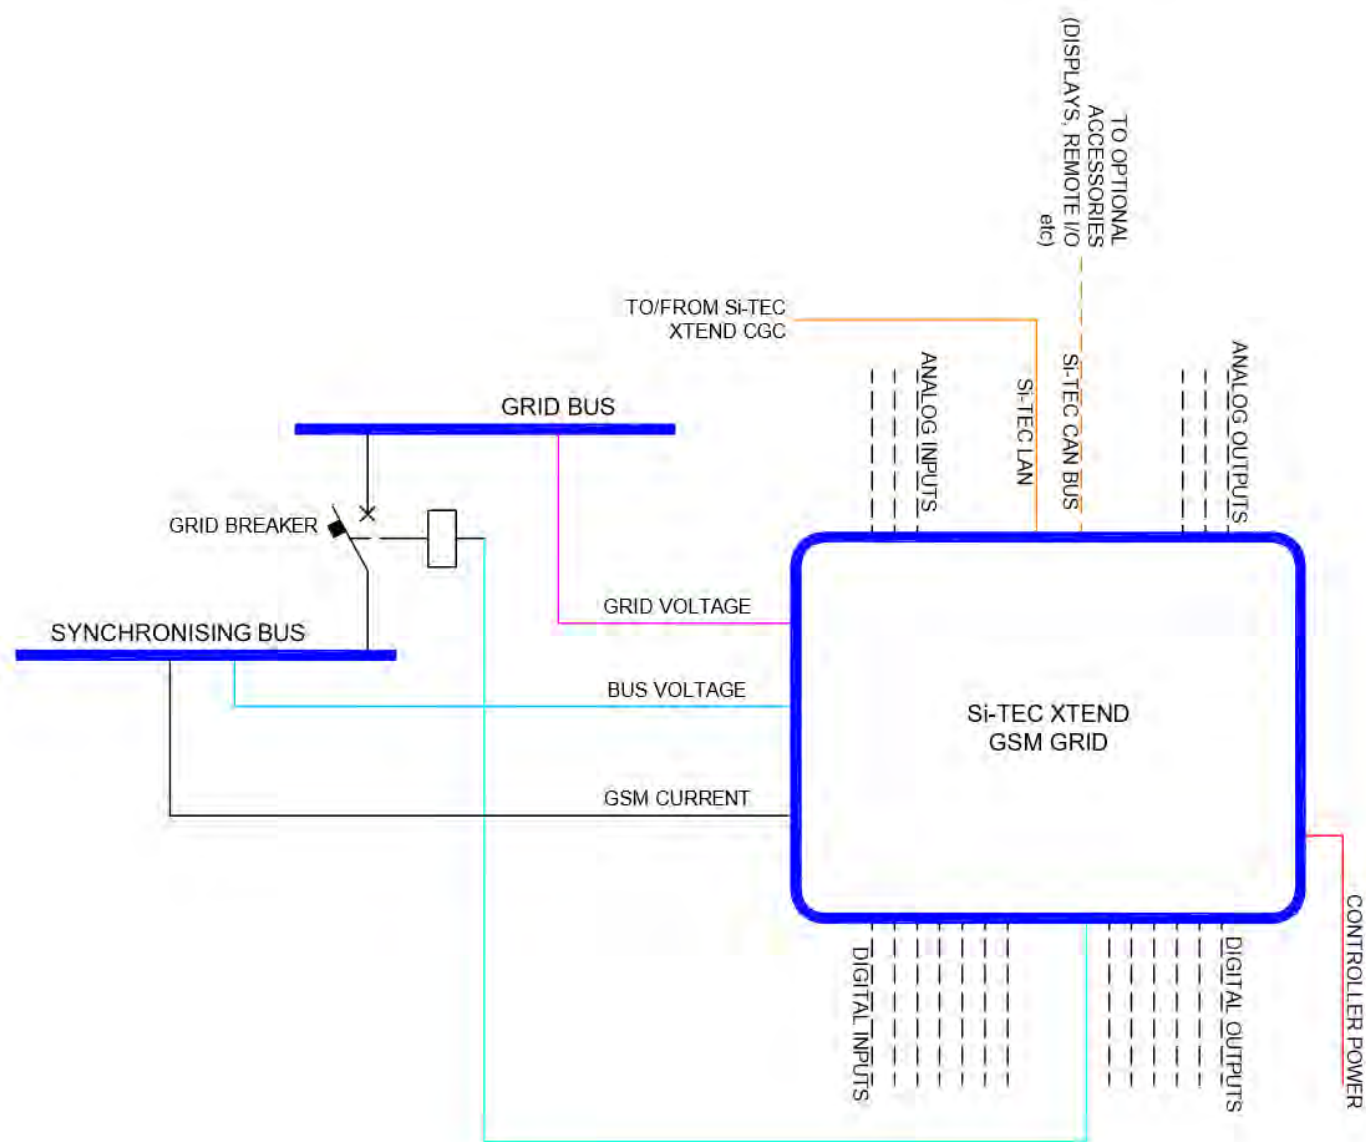 TO OPTIONAL
ACCESSORIES
(DISPLAYS, REMOTE I/O
etc)
TO/FROM Si-TEC
XTEND CGC
ANALOG INPUTS
Si-TEC LAN
Si-TEC CAN BUS
ANALOG OUTPUTS
GRID BUS
GRID BREAKER
GRID VOLTAGE
SYNCHRONISING BUS
BUS VOLTAGE
Si-TEC XTEND
GSM GRID
GSM CURRENT
CONTROLLER POWER
DIGITAL INPUTS
DIGITAL OUTPUTS